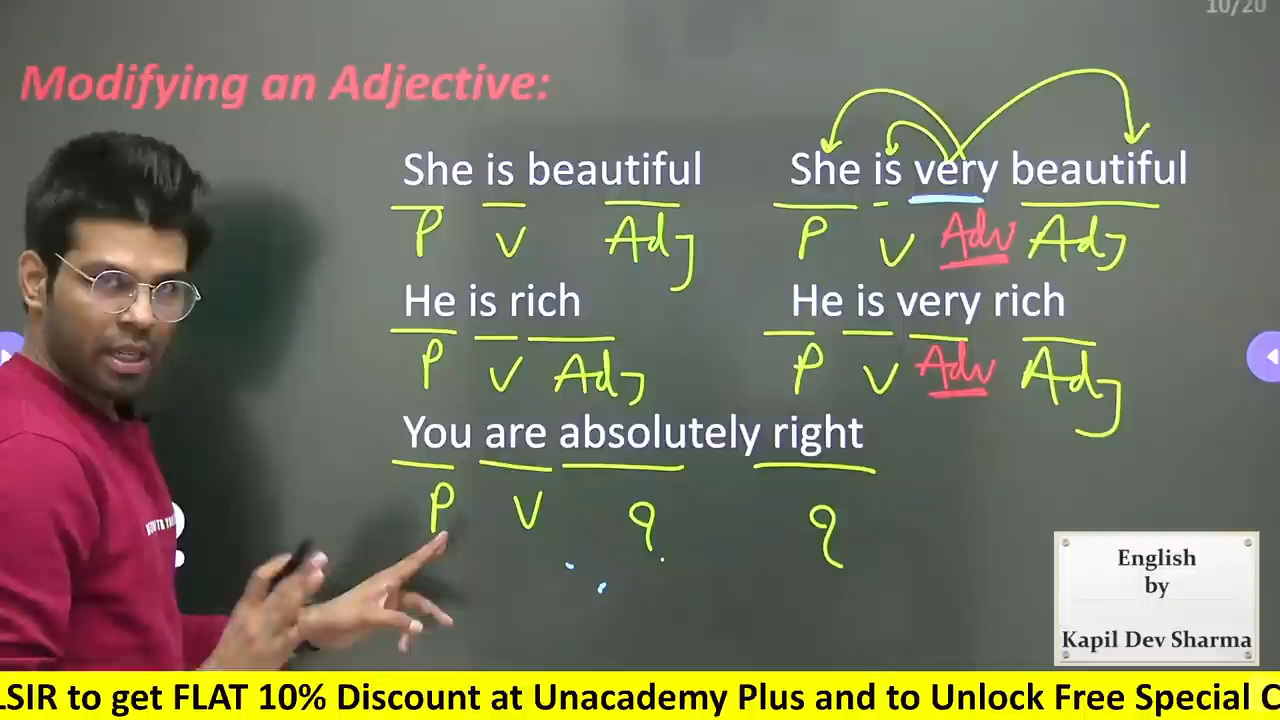 10/20
Modifying an Adjective:
She is beautiful
She is very beautiful
P V Adj
P V Adv Adj
He is rich
He is very rich
P V Adj
P V Adv Adj
You are absolutely right
P V ? ?
English
by
Kapil Dev Sharma
LSIR to get FLAT 10% Discount at Unacademy Plus and to Unlock Free Special C